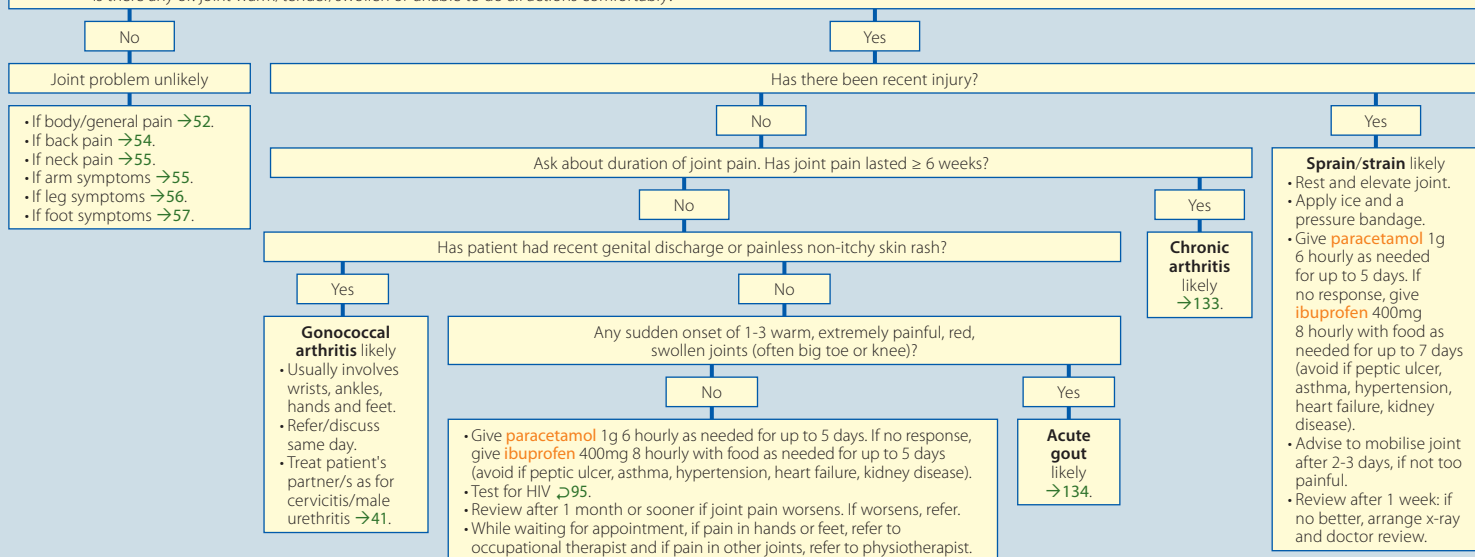 No
Yes
Joint problem unlikely
Has there been recent injury?
• If body/general pain →52.
• If back pain →54.
• If neck pain →55.
• If arm symptoms →55.
• If leg symptoms →56.
• If foot symptoms →57.
No
Yes
Ask about duration of joint pain. Has joint pain lasted ≥ 6 weeks?
No
Yes
Has patient had recent genital discharge or painless non-itchy skin rash?
Chronic
arthritis
likely
→133.
Yes
No
Gonococcal
arthritis likely
• Usually involves
wrists, ankles,
hands and feet.
• Refer/discuss
same day.
• Treat patient's
partner/s as for
cervicitis/male
urethritis →41.
Any sudden onset of 1-3 warm, extremely painful, red,
swollen joints (often big toe or knee)?
No
Yes
• Give paracetamol 1g 6 hourly as needed for up to 5 days. If no response,
give ibuprofen 400mg 8 hourly with food as needed for up to 5 days
(avoid if peptic ulcer, asthma, hypertension, heart failure, kidney disease).
• Test for HIV ⮌95.
• Review after 1 month or sooner if joint pain worsens. If worsens, refer.
• While waiting for appointment, if pain in hands or feet, refer to
occupational therapist and if pain in other joints, refer to physiotherapist.
Acute
gout
likely
→134.
Sprain/strain likely
• Rest and elevate joint.
• Apply ice and a
pressure bandage.
• Give paracetamol 1g
6 hourly as needed
for up to 5 days. If
no response, give
ibuprofen 400mg
8 hourly with food as
needed for up to 7 days
(avoid if peptic ulcer,
asthma, hypertension,
heart failure, kidney
disease).
• Advise to mobilise joint
after 2-3 days, if not too
painful.
• Review after 1 week: if
no better, arrange x-ray
and doctor review.